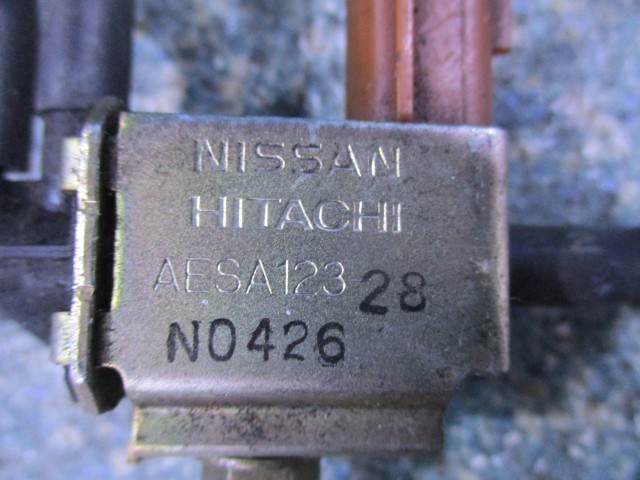 NISSAN
HITACHI
AESA123 28
N0426